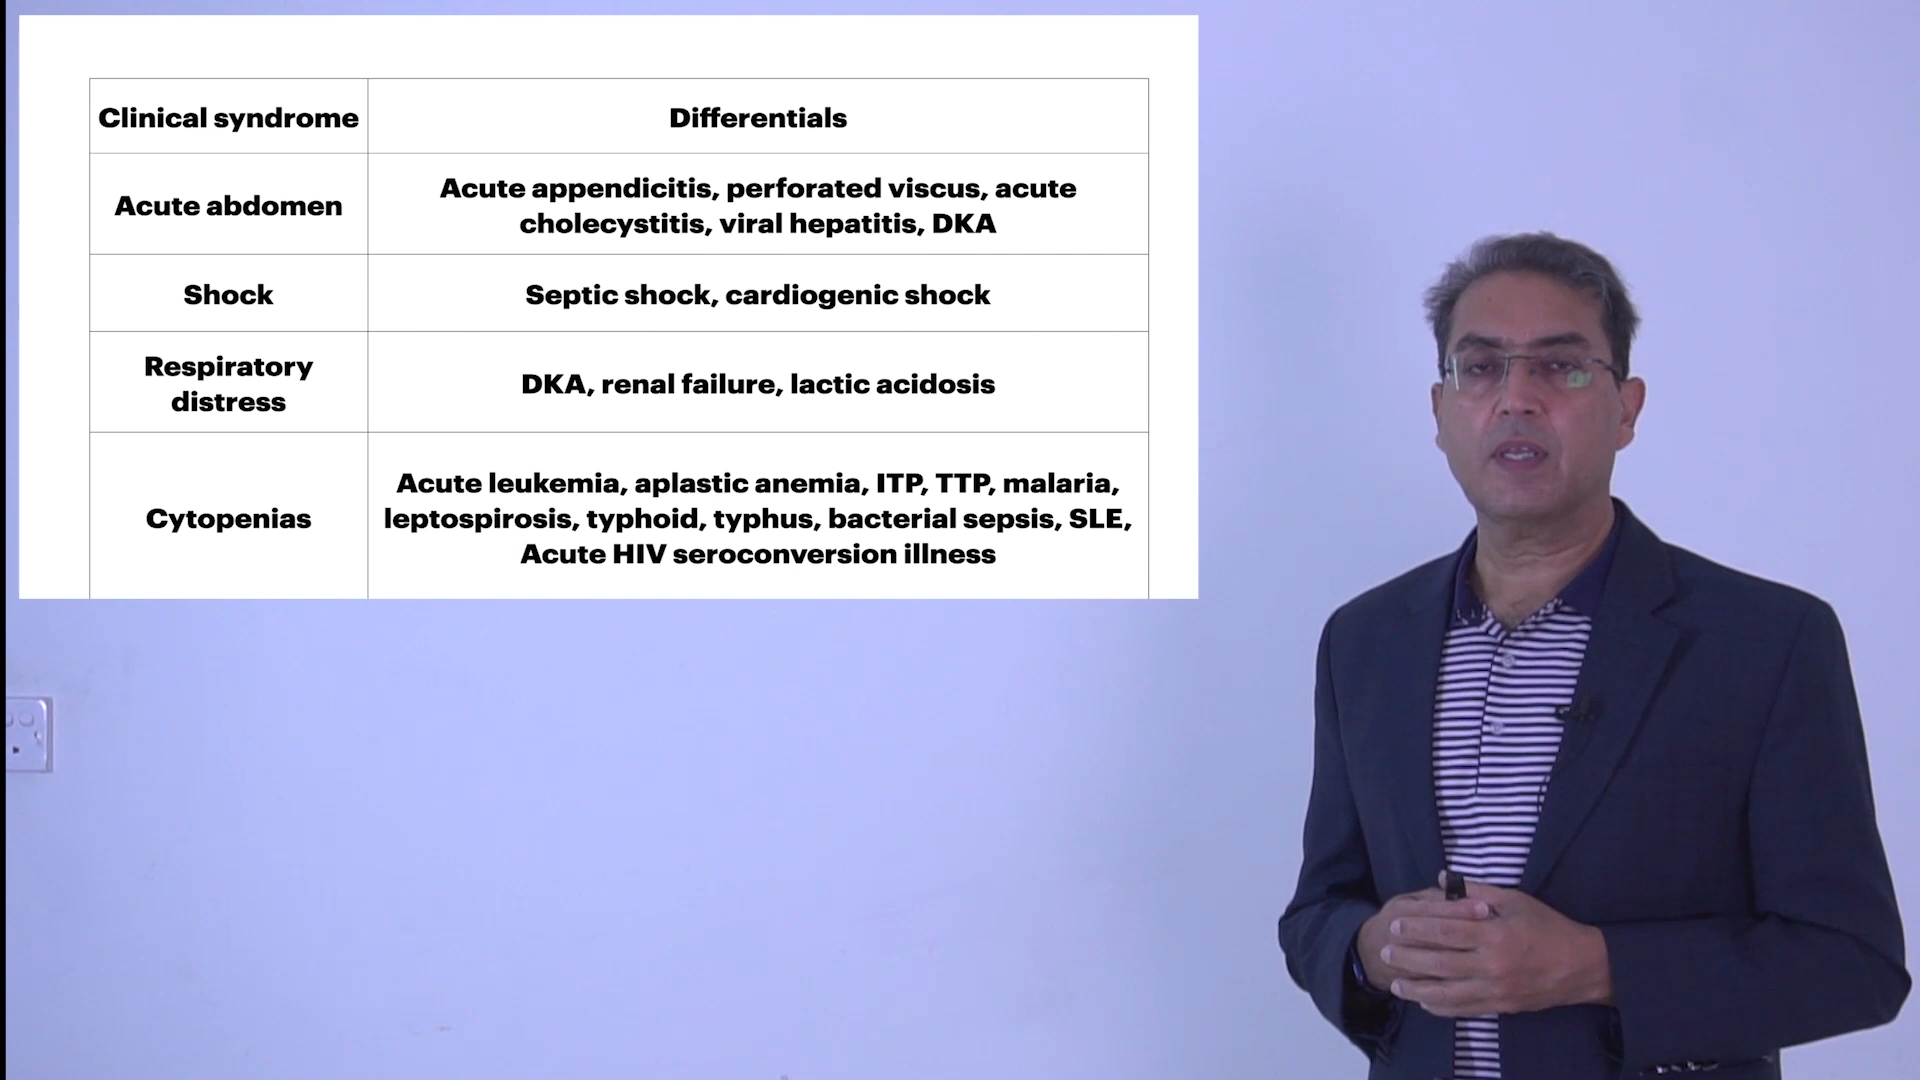 Clinical syndrome
Differentials
Acute abdomen
Acute appendicitis, perforated viscus, acute
cholecystitis, viral hepatitis, DKA
Shock
Septic shock, cardiogenic shock
Respiratory
distress
DKA, renal failure, lactic acidosis
Cytopenias
Acute leukemia, aplastic anemia, ITP, TTP, malaria,
leptospirosis, typhoid, typhus, bacterial sepsis, SLE,
Acute HIV seroconversion illness